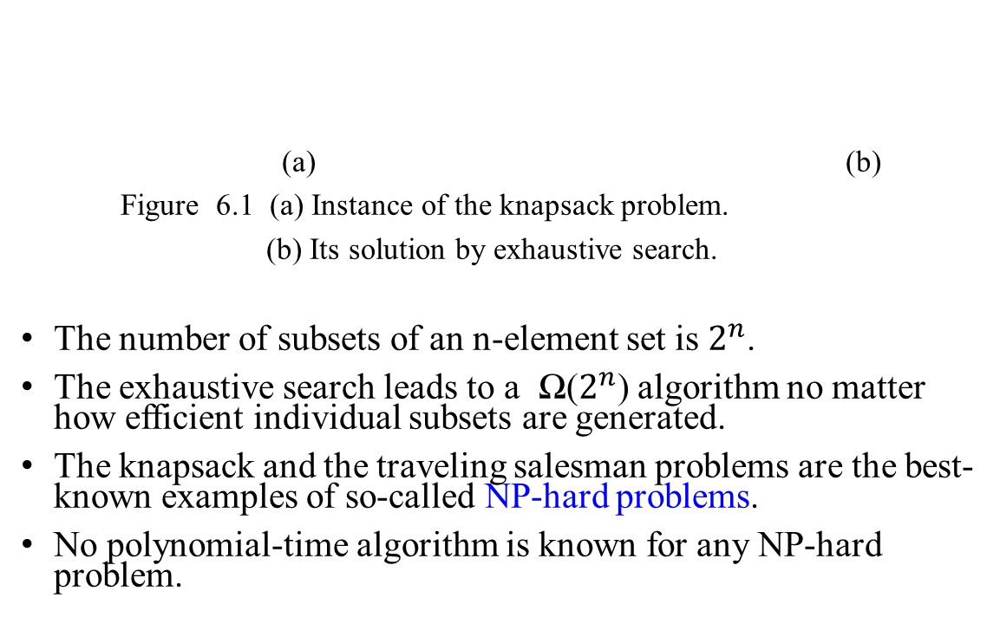 (a) (b)
Figure 6.1 (a) Instance of the knapsack problem.
(b) Its solution by exhaustive search.
• The number of subsets of an n-element set is 2ⁿ.
• The exhaustive search leads to a Ω(2ⁿ) algorithm no matter
how efficient individual subsets are generated.
• The knapsack and the traveling salesman problems are the best-
known examples of so-called NP-hard problems.
• No polynomial-time algorithm is known for any NP-hard
problem.